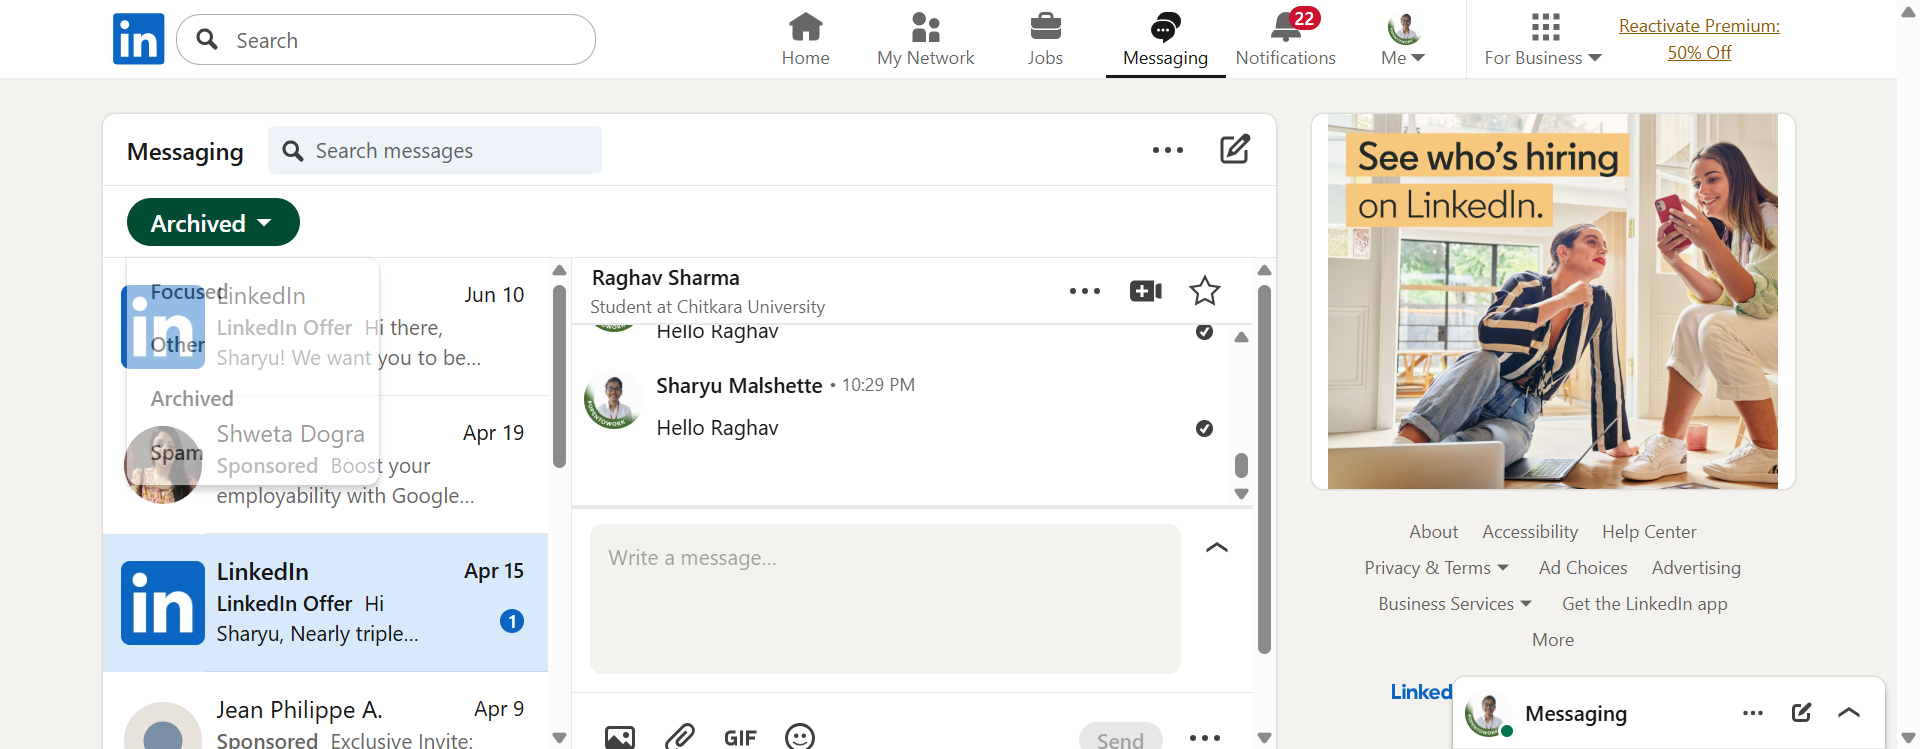 in
Search
Home
My Network
Jobs
Messaging
22
Notifications
Me
For Business
Reactivate Premium:
50% Off
Messaging
Search messages
Archived
Focused
Other
Archived
Spam
in
LinkedIn
Jun 10
LinkedIn Offer Hi there,
Sharyu! We want you to be...
Shweta Dogra
Apr 19
Sponsored Boost your
employability with Google...
in
LinkedIn
Apr 15
LinkedIn Offer Hi
Sharyu, Nearly triple...
1
Jean Philippe A.
Apr 9
Sponsored Exclusive Invite:
Raghav Sharma
Student at Chitkara University
Hello Raghav
Sharyu Malshette • 10:29 PM
#OPENTOWORK
Hello Raghav
Write a message...
GIF
Send
See who's hiring
on LinkedIn.
About
Accessibility
Help Center
Privacy & Terms
Ad Choices
Advertising
Business Services
Get the LinkedIn app
More
Linked
Messaging